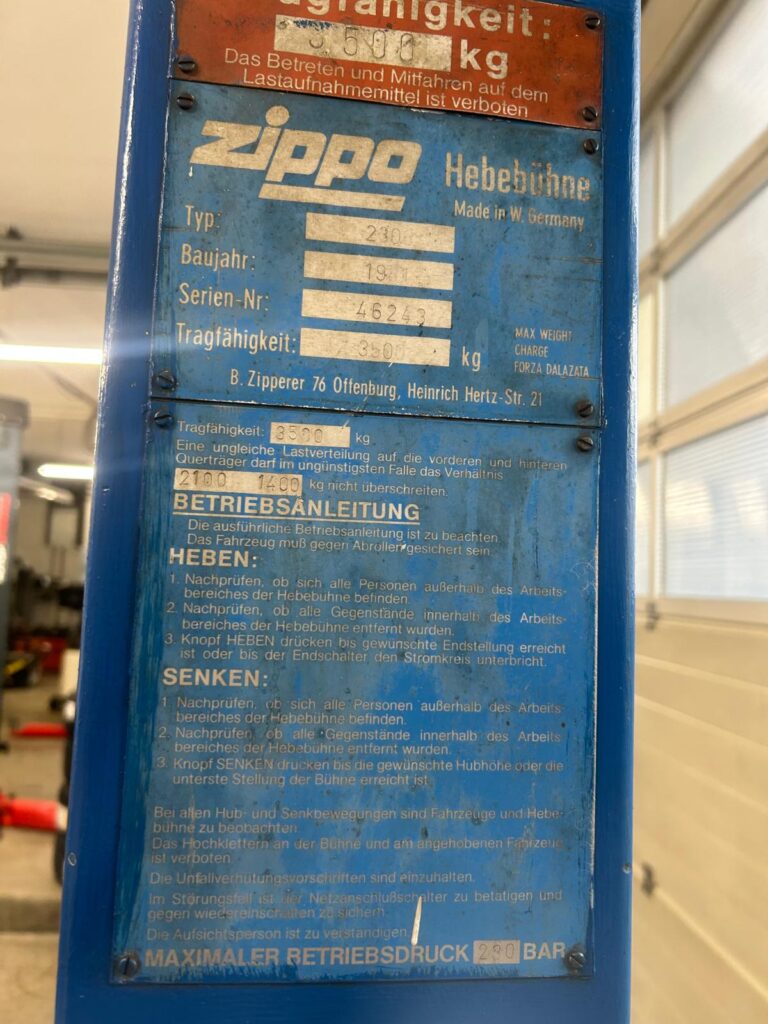 3500 kg
Das Betreten und Mitfahren auf dem
Lastaufnahmemittel ist verboten
zippo Hebebühne
Made in W. Germany
Typ: 230
Baujahr:
Serien-Nr: 46243
Tragfähigkeit: 3500 kg
MAX WEIGHT
CHARGE
FORZA DALAZATA
B. Zipperer 76 Offenburg, Heinrich Hertz-Str. 21
Tragfähigkeit: 3500 kg
Eine ungleiche Lastverteilung auf die vorderen und hinteren
Querträger darf im ungünstigsten Falle das Verhältnis
2100 1400 kg nicht überschreiten.
BETRIEBSANLEITUNG
Die ausführliche Betriebsanleitung ist zu beachten
Das Fahrzeug muß gegen Abrollen gesichert sein
HEBEN:
1. Nachprüfen, ob sich alle Personen außerhalb des Arbeits-
bereiches der Hebebühne befinden.
2. Nachprüfen, ob alle Gegenstände innerhalb des Arbeits-
bereiches der Hebebühne entfernt wurden.
3. Knopf HEBEN drücken bis gewünschte Endstellung erreicht
ist oder bis der Endschalter den Stromkreis unterbricht.
SENKEN:
1. Nachprüfen, ob sich alle Personen außerhalb des Arbeits-
bereiches der Hebebühne befinden.
2. Nachprüfen, ob alle Gegenstände innerhalb des Arbeits-
bereiches der Hebebühne entfernt wurden.
3. Knopf SENKEN drücken bis die gewünschte Hubhöhe oder die
unterste Stellung der Bühne erreicht ist
Bei allen Hub- und Senkbewegungen sind Fahrzeuge und Hebe-
bühne zu beobachten.
Das Hochklettern an der Bühne und am angehobenen Fahrzeug
ist verboten
Die Unfallverhütungsvorschriften sind einzuhalten.
Im Störungsfall ist der Netzanschlußschalter zu betätigen und
gegen wiedereinschalten zu sichern.
Die Aufsichtsperson ist zu verständigen.
MAXIMALER BETRIEBSDRUCK 230 BAR